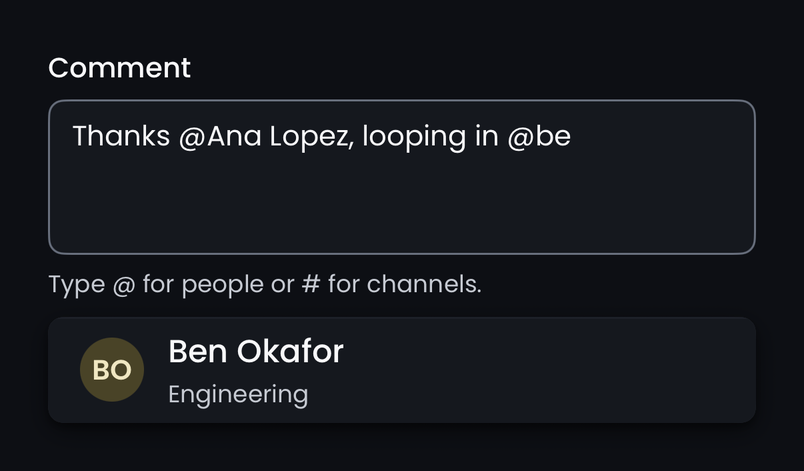 Comment
Thanks @Ana Lopez, looping in @be
Type @ for people or # for channels.
BO
Ben Okafor
Engineering